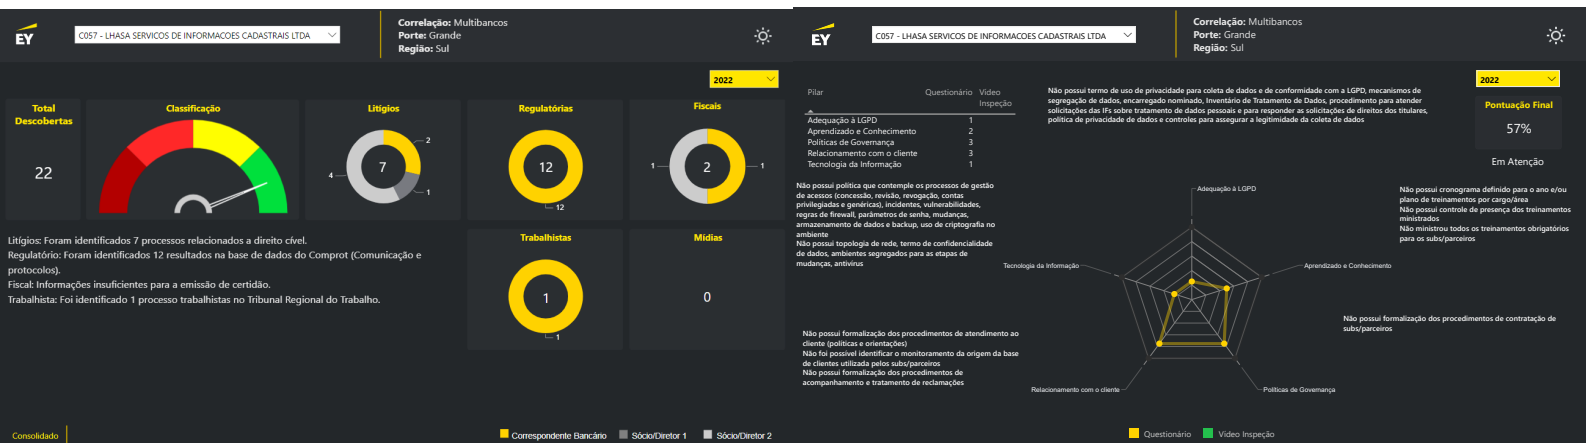 EY
C057 - LHASA SERVICOS DE INFORMACOES CADASTRAIS LTDA
Correlação: Multibancos
Porte: Grande
Região: Sul
2022
Total
Descobertas
22
Classificação
Litígios
7
2
1
4
Regulatórias
12
12
Fiscais
2
1
1
Litígios: Foram identificados 7 processos relacionados a direito cível.
Regulatório: Foram identificados 12 resultados na base de dados do Comprot (Comunicação e
protocolos).
Fiscal: Informações insuficientes para a emissão de certidão.
Trabalhista: Foi identificado 1 processo trabalhistas no Tribunal Regional do Trabalho.
Trabalhistas
1
1
Mídias
0
Consolidado
Correspondente Bancário
Sócio/Diretor 1
Sócio/Diretor 2
EY
C057 - LHASA SERVICOS DE INFORMACOES CADASTRAIS LTDA
Correlação: Multibancos
Porte: Grande
Região: Sul
2022
Pilar Questionário Vídeo
Inspeção
Adequação à LGPD 1
Aprendizado e Conhecimento 2
Políticas de Governança 3
Relacionamento com o cliente 3
Tecnologia da Informação 1
Não possui termo de uso de privacidade para coleta de dados e de conformidade com a LGPD, mecanismos de
segregação de dados, encarregado nominado, Inventário de Tratamento de Dados, procedimento para atender
solicitações das IFs sobre tratamento de dados pessoais e para responder as solicitações de direitos dos titulares,
política de privacidade de dados e controles para assegurar a legitimidade da coleta de dados
Pontuação Final
57%
Em Atenção
Não possui política que contemple os processos de gestão
de acessos (concessão, revisão, revogação, contas
privilegiadas e genéricas), incidentes, vulnerabilidades,
regras de firewall, parâmetros de senha, mudanças,
armazenamento de dados e backup, uso de criptografia no
ambiente
Não possui topologia de rede, termo de confidencialidade
de dados, ambientes segregados para as etapas de
mudanças, antivírus
Adequação à LGPD
Não possui cronograma definido para o ano e/ou
plano de treinamentos por cargo/área
Não possui controle de presença dos treinamentos
ministrados
Não ministrou todos os treinamentos obrigatórios
para os subs/parceiros
Tecnologia da Informação
Aprendizado e Conhecimento
Não possui formalização dos procedimentos de contratação de
subs/parceiros
Não possui formalização dos procedimentos de atendimento ao
cliente (políticas e orientações)
Não foi possível identificar o monitoramento da origem da base
de clientes utilizada pelos subs/parceiros
Não possui formalização dos procedimentos de
acompanhamento e tratamento de reclamações
Relacionamento com o cliente
Políticas de Governança
Questionário
Vídeo Inspeção